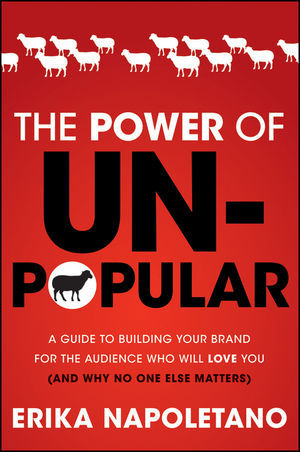 THE POWER OF
UN-
POPULAR
A GUIDE TO BUILDING YOUR BRAND
FOR THE AUDIENCE WHO WILL LOVE YOU
(AND WHY NO ONE ELSE MATTERS)
ERIKA NAPOLETANO